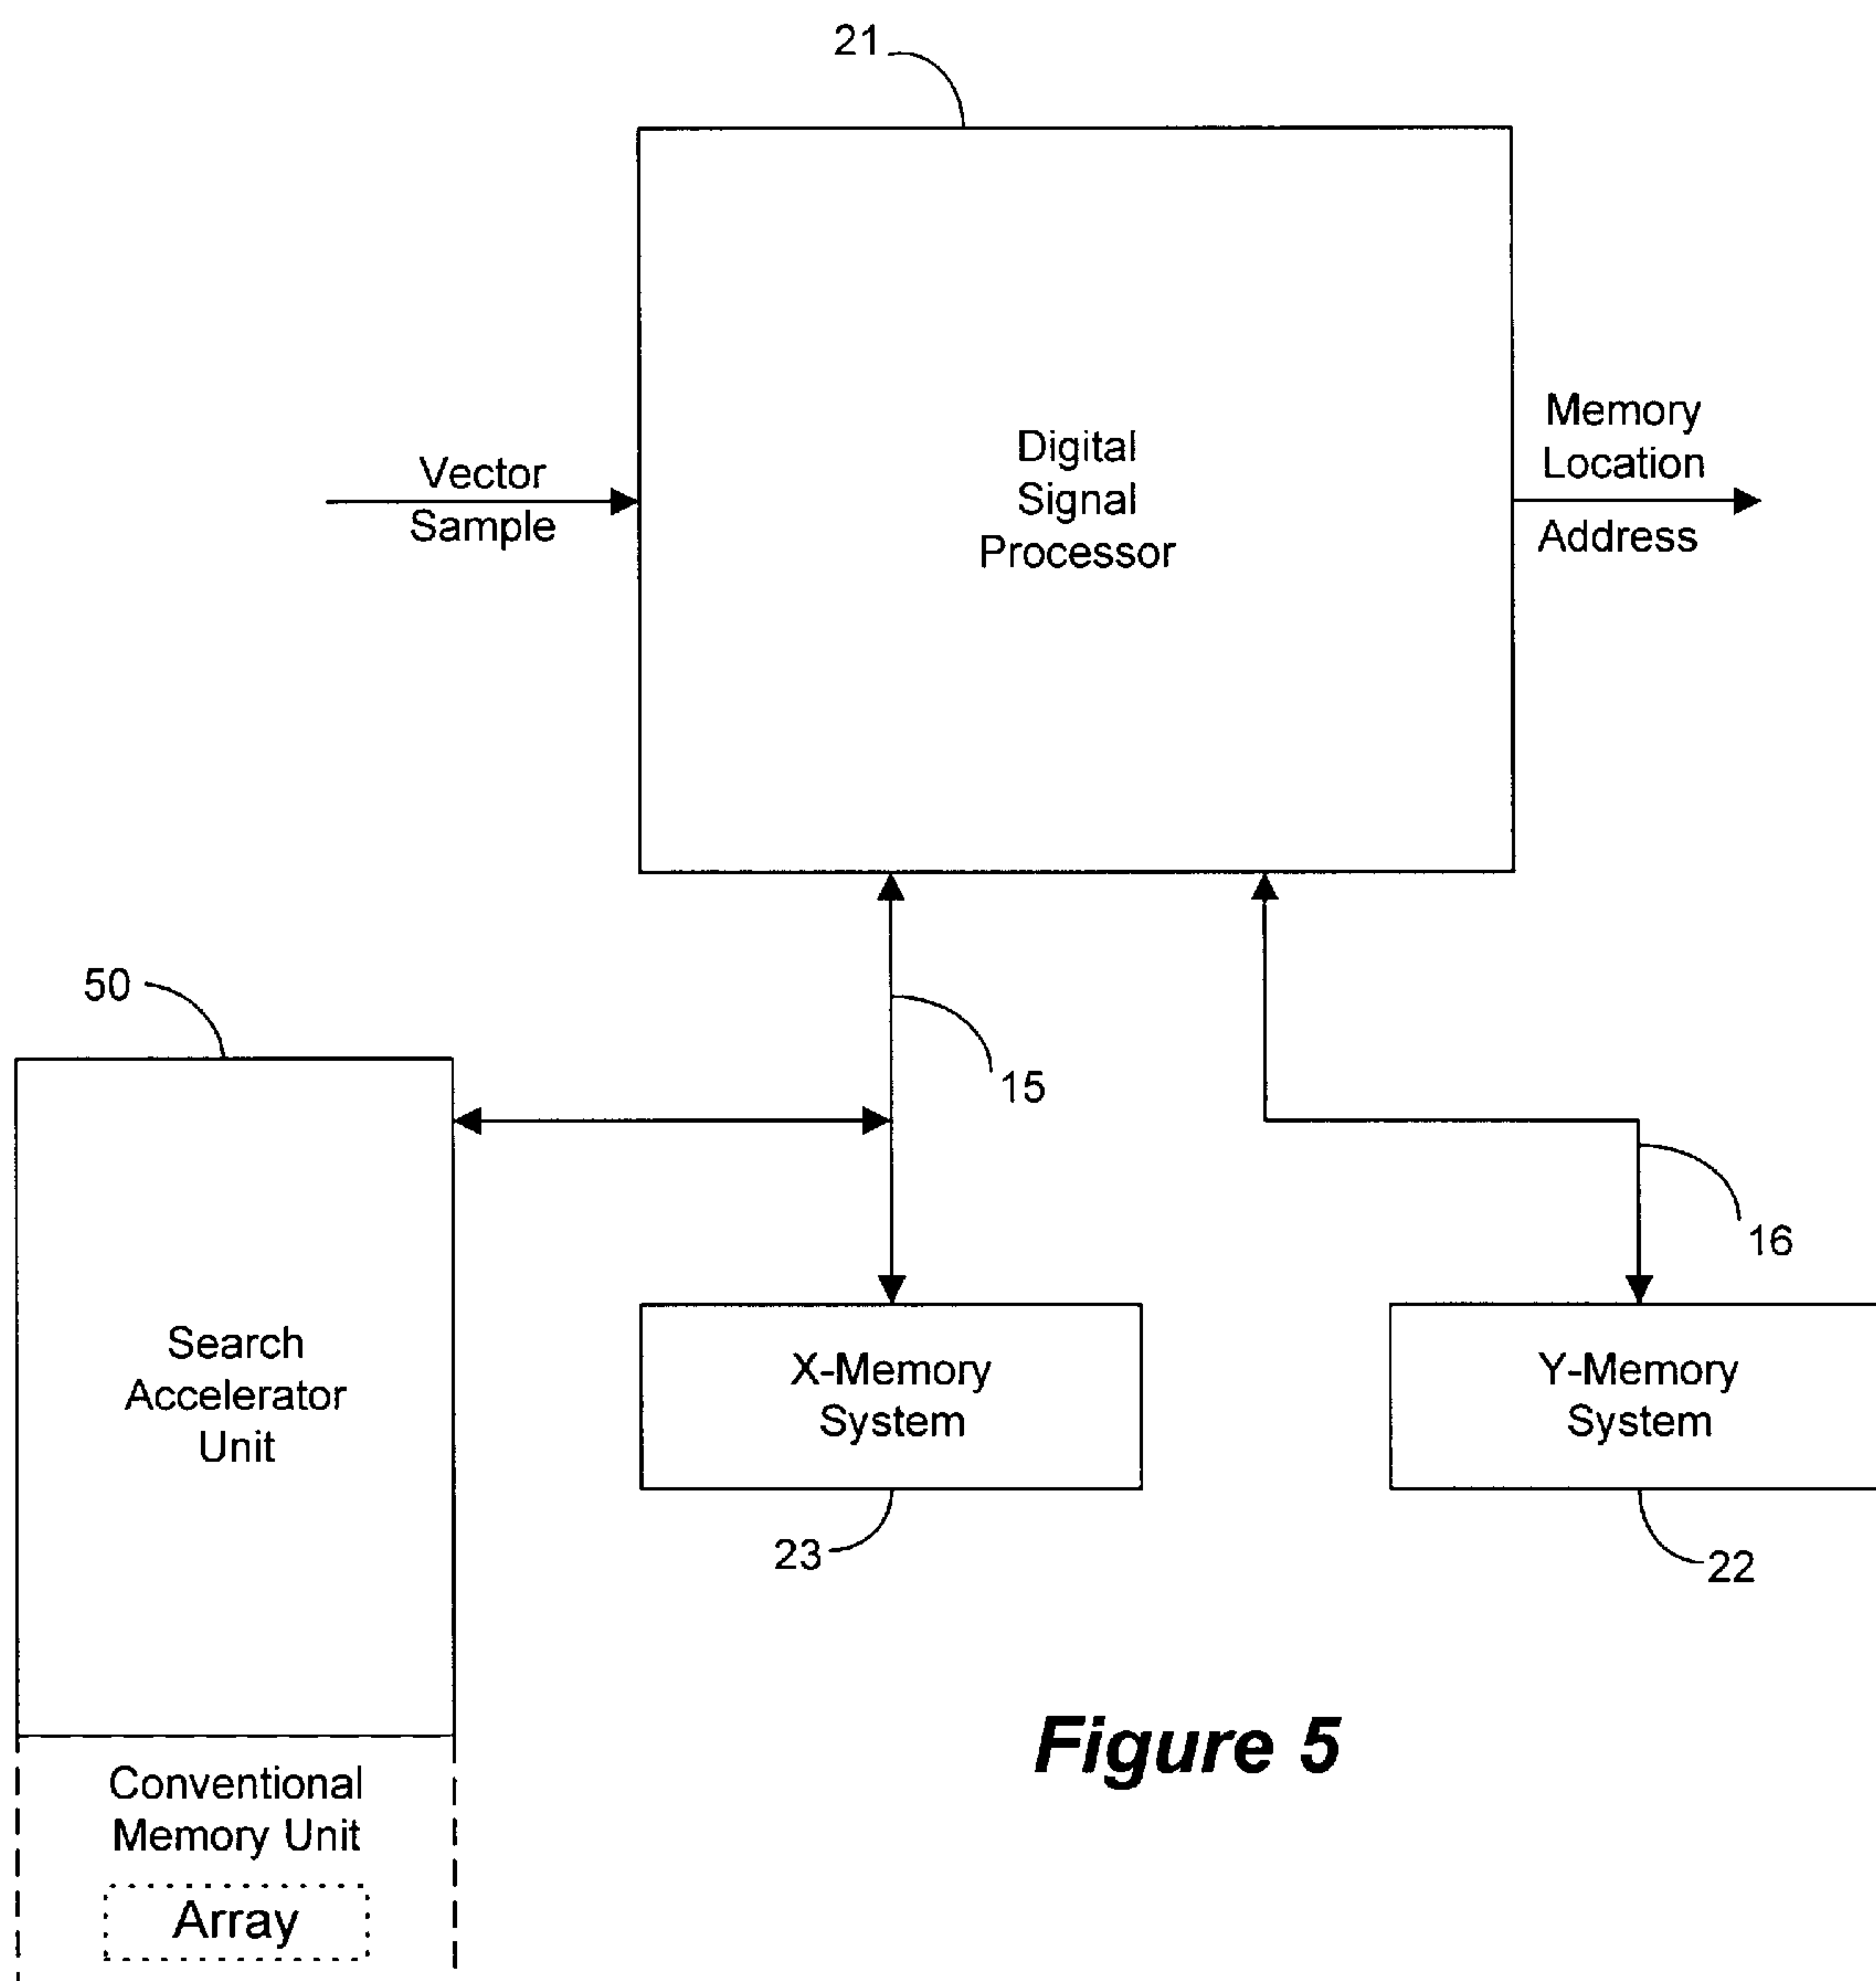 21
Digital
Signal
Processor
Vector
Sample
Memory
Location
Address
50
15
16
Search
Accelerator
Unit
X-Memory
System
Y-Memory
System
23
22
Figure 5
Conventional
Memory Unit
Array